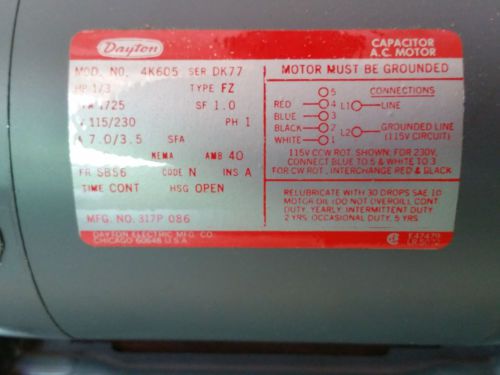 Dayton
CAPACITOR
A.C. MOTOR
MOD. NO. 4K605 SER DK77
HP 1/3 TYPE FZ
1725 SF 1.0
V 115/230 PH 1
A 7.0/3.5 SFA
NEMA AMB 40
FR SBS6 CODE N INS A
TIME CONT HSG OPEN
MFG. NO. 317P 086
DAYTON ELECTRIC MFG. CO.
CHICAGO 60648 U.S.A.
MOTOR MUST BE GROUNDED
CONNECTIONS
5
RED 4 L1 LINE
BLUE 3
BLACK 2 L2 GROUNDED LINE
(115V CIRCUIT)
WHITE 1
115V CCW ROT. SHOWN. FOR 230V,
CONNECT BLUE TO 5 & WHITE TO 3
FOR CW ROT., INTERCHANGE RED & BLACK
RELUBRICATE WITH 30 DROPS SAE 10
MOTOR OIL (DO NOT OVEROIL). CONT.
DUTY, YEARLY; INTERMITTENT DUTY
2 YRS. OCCASIONAL DUTY, 5 YRS.